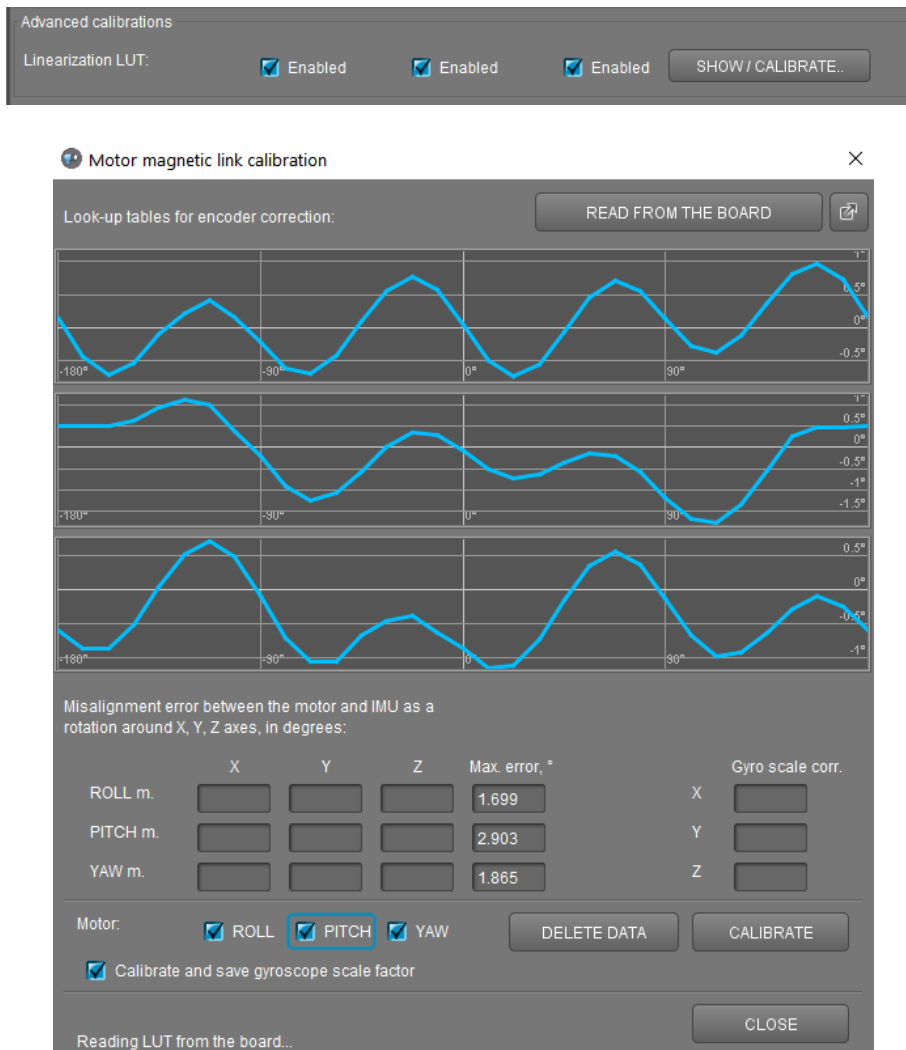 Advanced calibrations
Linearization LUT: Enabled Enabled Enabled SHOW / CALIBRATE..
Motor magnetic link calibration
Look-up tables for encoder correction: READ FROM THE BOARD
1°
0.5°
0°
-0.5°
-180° -90° 0° 90°
1°
0.5°
0°
-0.5°
-1°
-1.5°
-180° -90° 0° 90°
0.5°
0°
-0.5°
-1°
-180° -90° 0° 90°
Misalignment error between the motor and IMU as a
rotation around X, Y, Z axes, in degrees:
X Y Z Max. error, ° Gyro scale corr.
ROLL m. 1.699 X
PITCH m. 2.903 Y
YAW m. 1.865 Z
Motor: ROLL PITCH YAW DELETE DATA CALIBRATE
Calibrate and save gyroscope scale factor
CLOSE
Reading LUT from the board...